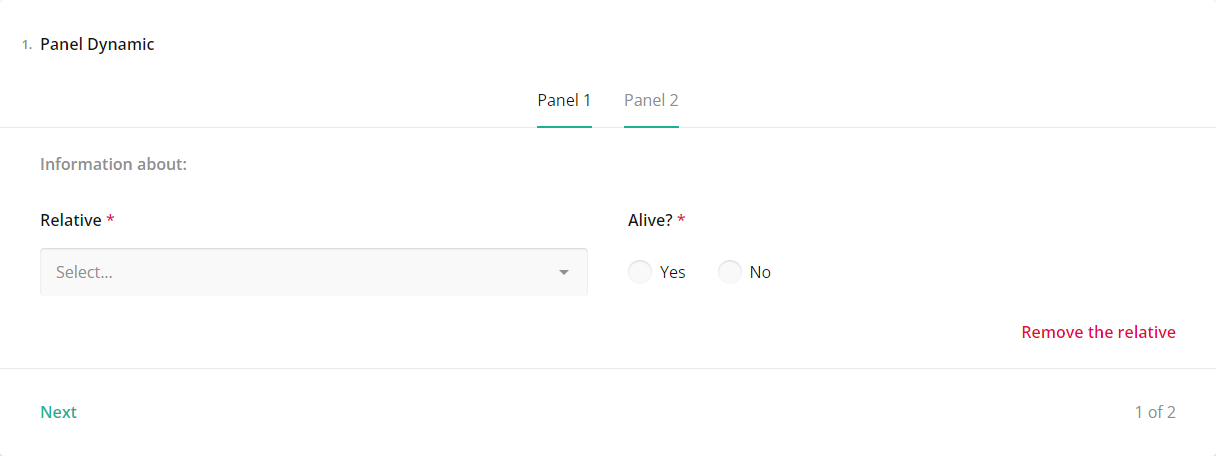 1. Panel Dynamic
Panel 1 Panel 2
Information about:
Relative * Alive? *
Select... Yes No
Remove the relative
Next 1 of 2